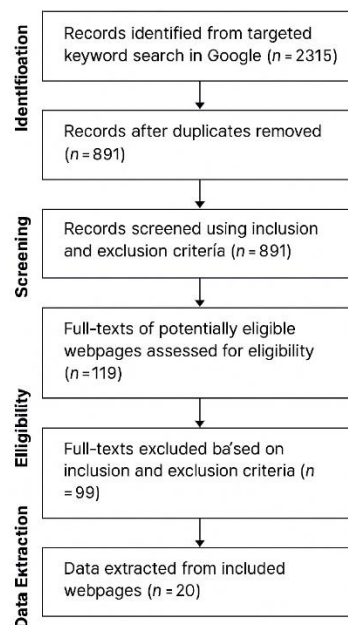 Identifioation
Records identified from targeted
keyword search in Google (n = 2315)
Records after duplicates removed
(n = 891)
Screening
Records screened using inclusion
and exclusion critería (n = 891)
Full-texts of potentially eligible
webpages assessed for eligibility
(n = 119)
Elligibility
Full-texts excluded ba'sed on
inclusion and exclusion criteria (n
= 99)
Data Extraction
Data extracted from included
webpages (n = 20)